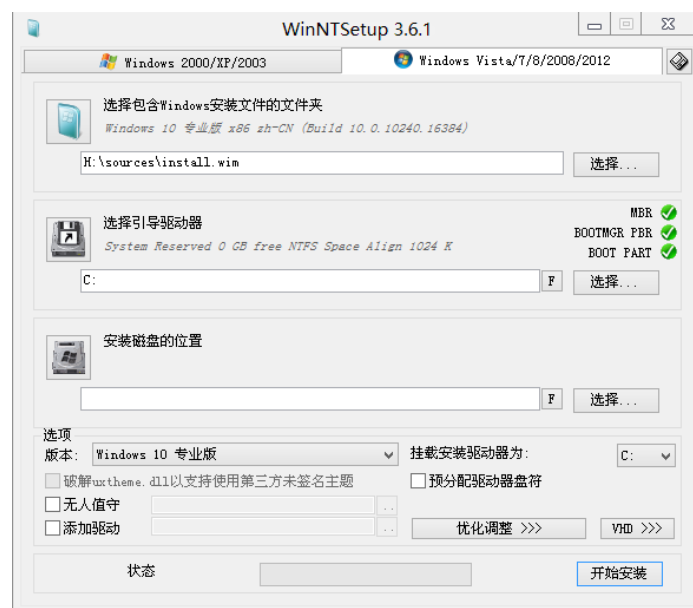 WinNTSetup 3.6.1
Windows 2000/XP/2003
Windows Vista/7/8/2008/2012
选择包含Windows安装文件的文件夹
Windows 10 专业版 x86 zh-CN (Build 10.0.10240.16384)
H:\sources\install.wim
选择...
选择引导驱动器
System Reserved 0 GB free NTFS Space Align 1024 K
MBR
BOOTMGR PBR
BOOT PART
C:
F
选择...
安装磁盘的位置
F
选择...
选项
版本: Windows 10 专业版
挂载安装驱动器为: C:
破解uxtheme.dll以支持使用第三方未签名主题
预分配驱动器盘符
无人值守
..
添加驱动
..
优化调整 >>>
VHD >>>
状态
开始安装